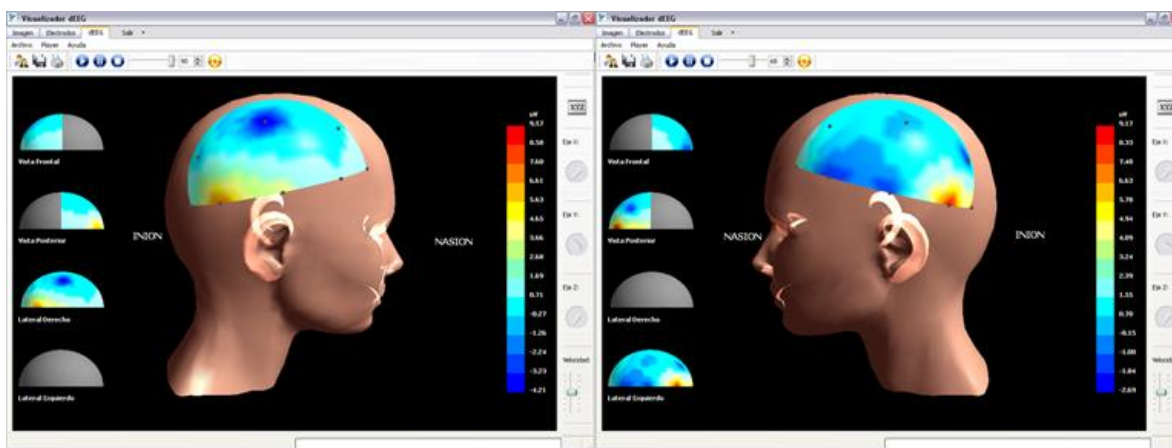 Visualizador dEEG
Imagen Electrodos dEEG Salir
Archivo Player Ayuda
90
uV
9.57
8.58
7.60
6.61
5.63
4.65
3.66
2.68
1.69
0.71
-0.27
-1.26
-2.24
-3.23
-4.21
Vista Frontal
Vista Posterior
Lateral Derecho
Lateral Izquierdo
INION
NASION
XYZ
Eje X:
Eje Y:
Eje Z:
Velocidad:
Visualizador dEEG
Imagen Electrodos dEEG Salir
Archivo Player Ayuda
uV
9.17
8.33
7.48
6.63
5.78
4.94
4.09
3.24
2.39
1.55
0.70
-0.15
-1.00
-1.84
-2.69
Vista Frontal
Vista Posterior
Lateral Derecho
Lateral Izquierdo
NASION
INION
XYZ
Eje X:
Eje Y:
Eje Z:
Velocidad: